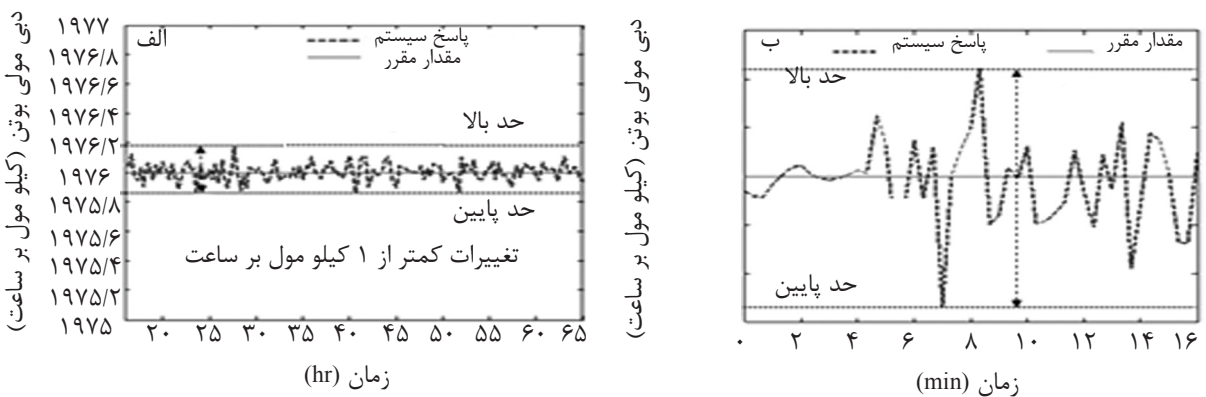 دبی مولی بوتن (کیلو مول بر ساعت)
۱۹۷۷
۱۹۷۶/۸
۱۹۷۶/۶
۱۹۷۶/۴
۱۹۷۶/۲
۱۹۷۶
۱۹۷۵/۸
۱۹۷۵/۶
۱۹۷۵/۴
۱۹۷۵/۲
۱۹۷۵
الف
پاسخ سیستم
مقدار مقرر
حد بالا
حد پایین
تغییرات کمتر از ۱ کیلو مول بر ساعت
۲۰ ۲۵ ۳۰ ۳۵ ۴۰ ۴۵ ۵۰ ۵۵ ۶۰ ۶۵
زمان (hr)
دبی مولی بوتن (کیلو مول بر ساعت)
ب
پاسخ سیستم
مقدار مقرر
حد بالا
حد پایین
۰ ۲ ۴ ۶ ۸ ۱۰ ۱۲ ۱۴ ۱۶
زمان (min)